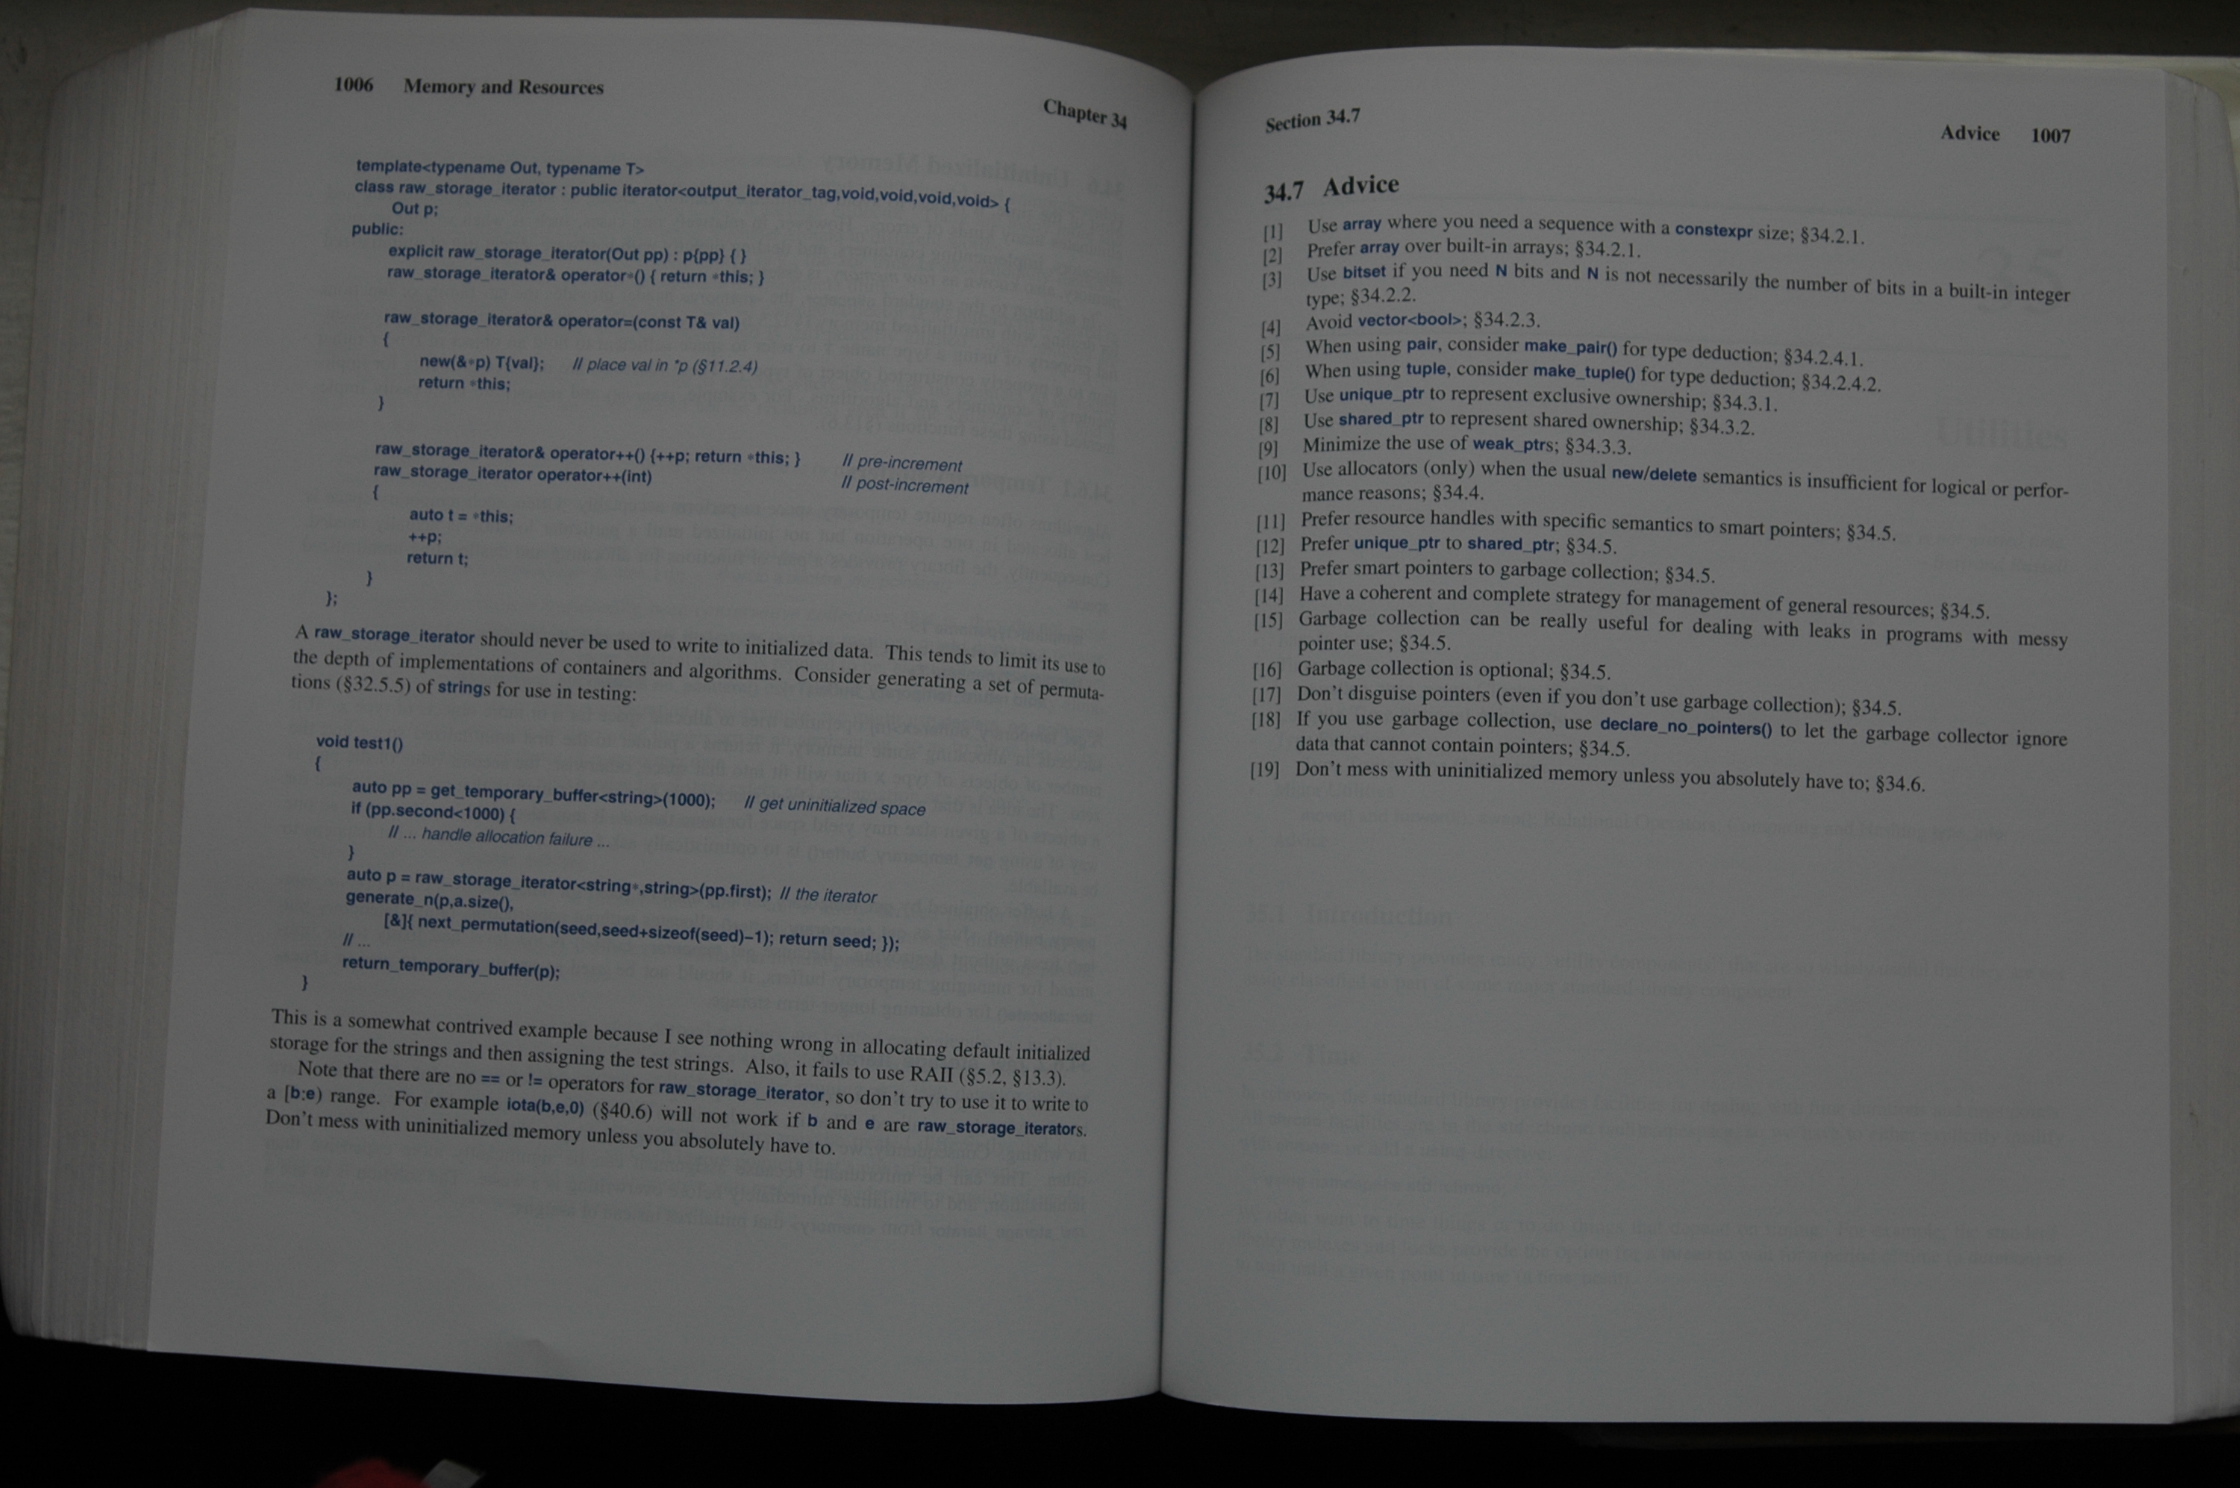 1006 Memory and Resources Chapter 34
template<typename Out, typename T>
class raw_storage_iterator : public iterator<output_iterator_tag,void,void,void,void> {
Out p;
public:
explicit raw_storage_iterator(Out pp) : p{pp} { }
raw_storage_iterator& operator*() { return *this; }
raw_storage_iterator& operator=(const T& val)
{
new(&*p) T{val}; // place val in *p (§11.2.4)
return *this;
}
raw_storage_iterator& operator++() {++p; return *this; } // pre-increment
raw_storage_iterator operator++(int) // post-increment
{
auto t = *this;
++p;
return t;
}
};
A raw_storage_iterator should never be used to write to initialized data. This tends to limit its use to
the depth of implementations of containers and algorithms. Consider generating a set of permuta-
tions (§32.5.5) of strings for use in testing:
void test1()
{
auto pp = get_temporary_buffer<string>(1000); // get uninitialized space
if (pp.second<1000) {
// ... handle allocation failure ...
}
auto p = raw_storage_iterator<string*,string>(pp.first); // the iterator
generate_n(p,a.size(),
[&]{ next_permutation(seed,seed+sizeof(seed)−1); return seed; });
// ...
return_temporary_buffer(p);
}
This is a somewhat contrived example because I see nothing wrong in allocating default initialized
storage for the strings and then assigning the test strings. Also, it fails to use RAII (§5.2, §13.3).
Note that there are no == or != operators for raw_storage_iterator, so don't try to use it to write to
a [b:e) range. For example iota(b,e,0) (§40.6) will not work if b and e are raw_storage_iterators.
Don't mess with uninitialized memory unless you absolutely have to.
Section 34.7 Advice 1007
34.7 Advice
[1] Use array where you need a sequence with a constexpr size; §34.2.1.
[2] Prefer array over built-in arrays; §34.2.1.
[3] Use bitset if you need N bits and N is not necessarily the number of bits in a built-in integer
type; §34.2.2.
[4] Avoid vector<bool>; §34.2.3.
[5] When using pair, consider make_pair() for type deduction; §34.2.4.1.
[6] When using tuple, consider make_tuple() for type deduction; §34.2.4.2.
[7] Use unique_ptr to represent exclusive ownership; §34.3.1.
[8] Use shared_ptr to represent shared ownership; §34.3.2.
[9] Minimize the use of weak_ptrs; §34.3.3.
[10] Use allocators (only) when the usual new/delete semantics is insufficient for logical or perfor-
mance reasons; §34.4.
[11] Prefer resource handles with specific semantics to smart pointers; §34.5.
[12] Prefer unique_ptr to shared_ptr; §34.5.
[13] Prefer smart pointers to garbage collection; §34.5.
[14] Have a coherent and complete strategy for management of general resources; §34.5.
[15] Garbage collection can be really useful for dealing with leaks in programs with messy
pointer use; §34.5.
[16] Garbage collection is optional; §34.5.
[17] Don't disguise pointers (even if you don't use garbage collection); §34.5.
[18] If you use garbage collection, use declare_no_pointers() to let the garbage collector ignore
data that cannot contain pointers; §34.5.
[19] Don't mess with uninitialized memory unless you absolutely have to; §34.6.